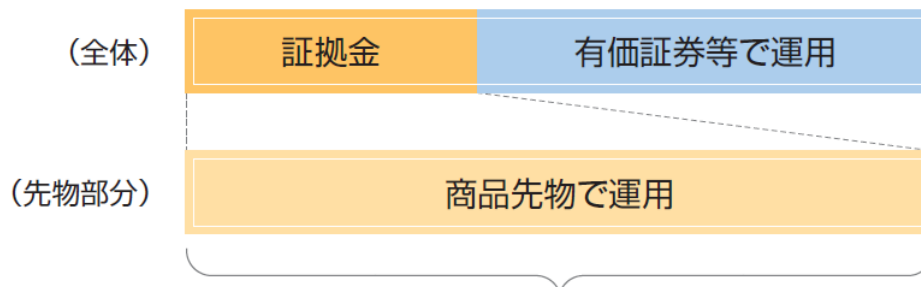 (全体)
証拠金
有価証券等で運用
(先物部分)
商品先物で運用